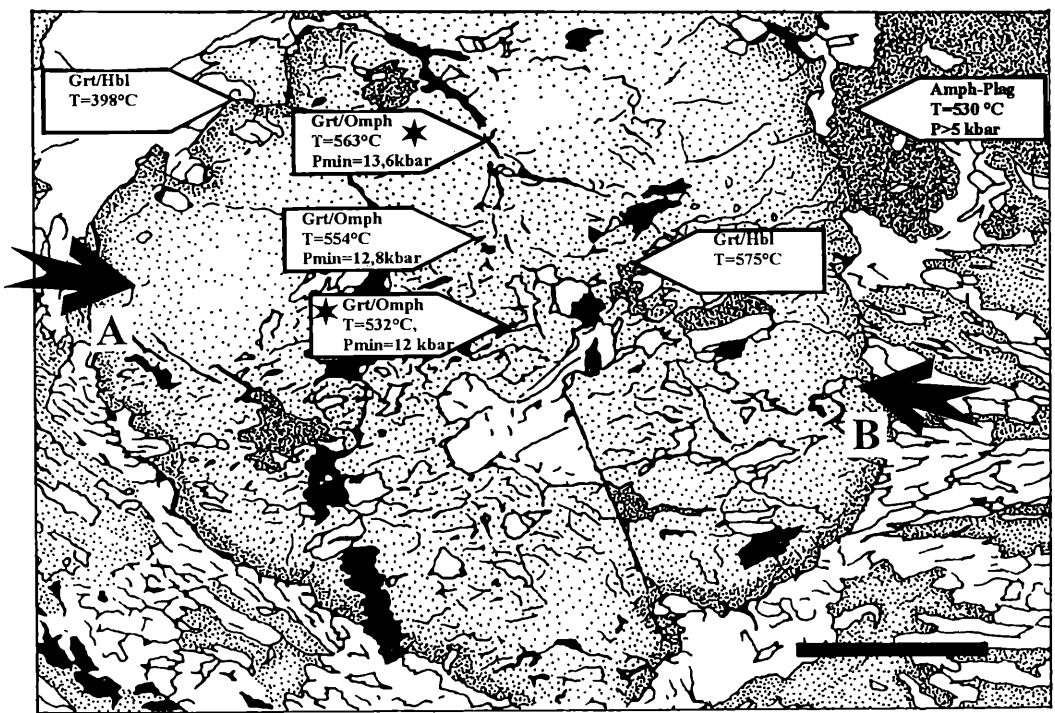 Grt/Hbl
T=398°C
Amph-Plag
T=530 °C
P>5 kbar
Grt/Omph
T=563°C
Pmin=13,6kbar
Grt/Omph
T=554°C
Pmin=12,8kbar
Grt/Hbl
T=575°C
Grt/Omph
T=532°C,
Pmin=12 kbar
A
B